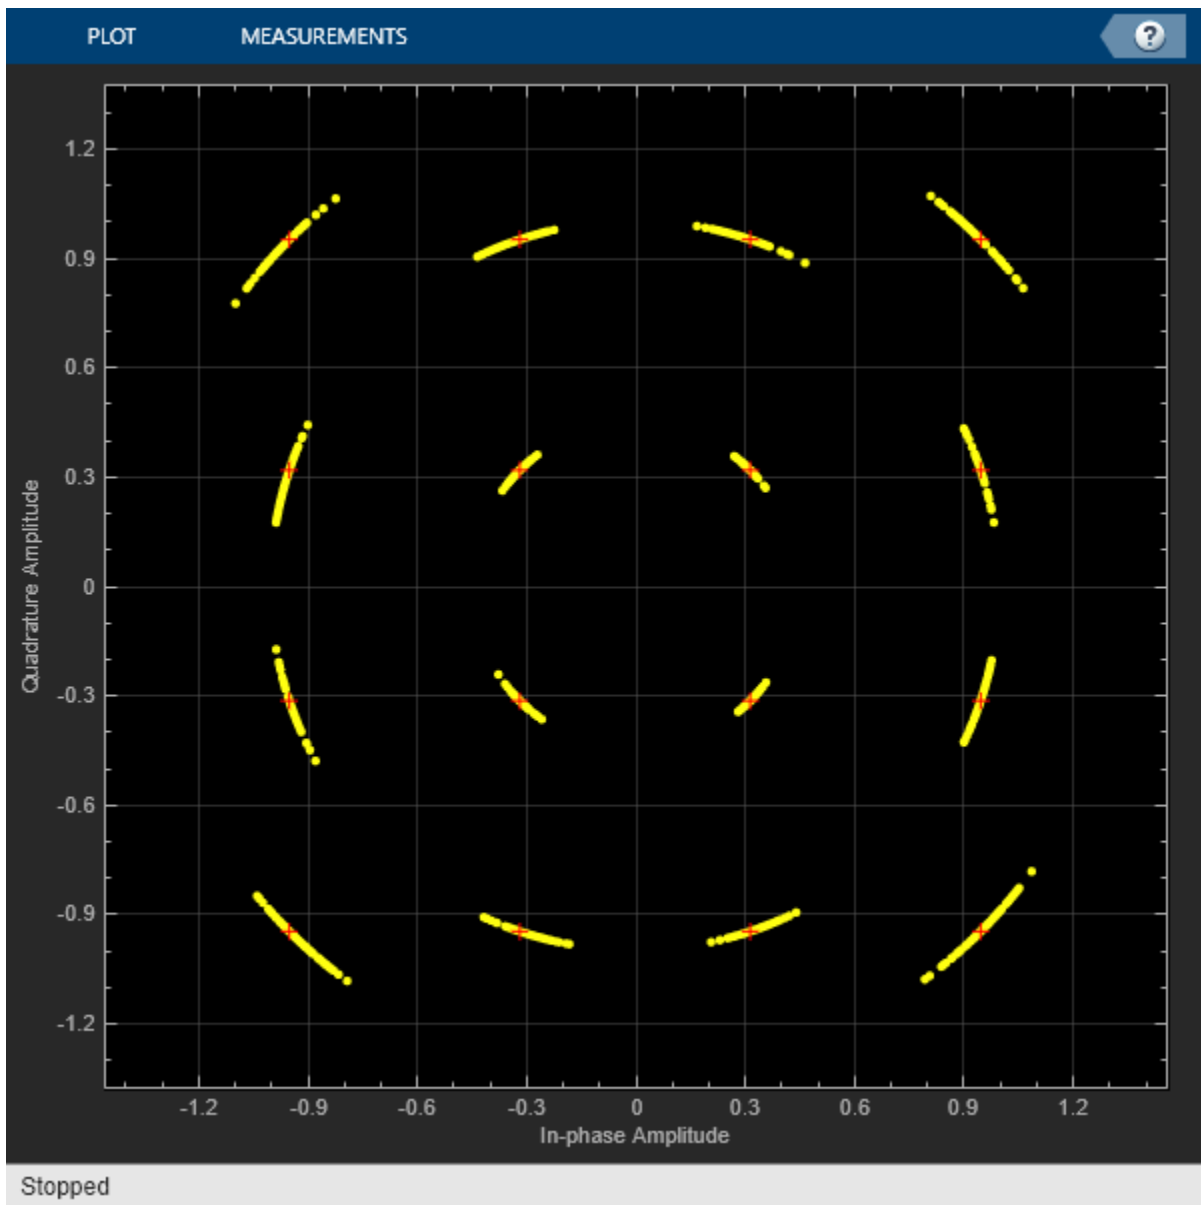 PLOT MEASUREMENTS ?
1.2
0.9
0.6
0.3
0
-0.3
-0.6
-0.9
-1.2
Quadrature Amplitude
-1.2 -0.9 -0.6 -0.3 0 0.3 0.6 0.9 1.2
In-phase Amplitude
Stopped